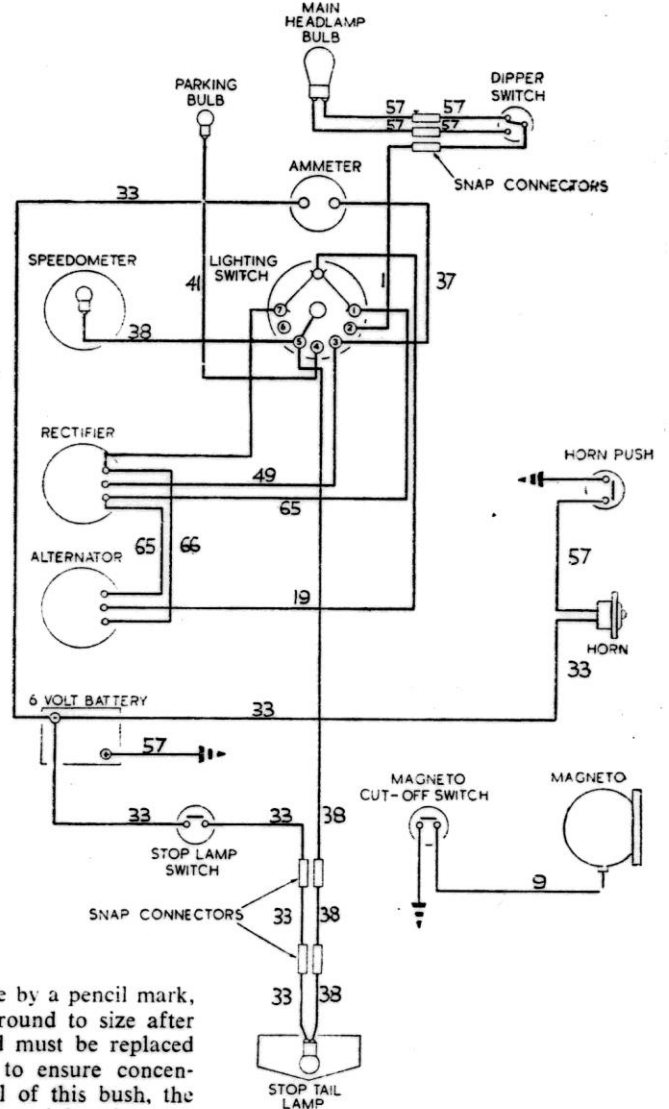 MAIN
HEADLAMP
BULB
DIPPER
SWITCH
PARKING
BULB
57
57
57
57
SNAP CONNECTORS
AMMETER
33
SPEEDOMETER
LIGHTING
SWITCH
41
1
37
7
1
6
2
5
4
3
38
RECTIFIER
49
65
HORN PUSH
65
66
ALTERNATOR
57
19
HORN
33
6 VOLT BATTERY
33
57
MAGNETO
CUT-OFF SWITCH
MAGNETO
33
33
38
STOP LAMP
SWITCH
9
SNAP CONNECTORS
33
38
33
38
STOP TAIL
LAMP
e by a pencil mark,
round to size after
must be replaced
to ensure concen-
l of this bush, the